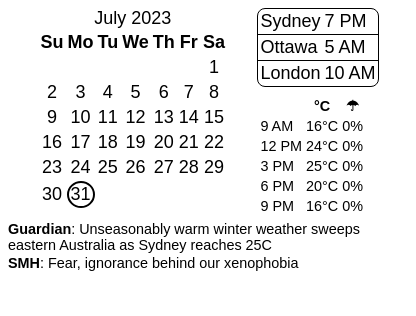 July 2023
Su Mo Tu We Th Fr Sa
1
2 3 4 5 6 7 8
9 10 11 12 13 14 15
16 17 18 19 20 21 22
23 24 25 26 27 28 29
30 31
Sydney 7 PM
Ottawa 5 AM
London 10 AM
°C ☂
9 AM 16°C 0%
12 PM 24°C 0%
3 PM 25°C 0%
6 PM 20°C 0%
9 PM 16°C 0%
Guardian: Unseasonably warm winter weather sweeps
eastern Australia as Sydney reaches 25C
SMH: Fear, ignorance behind our xenophobia